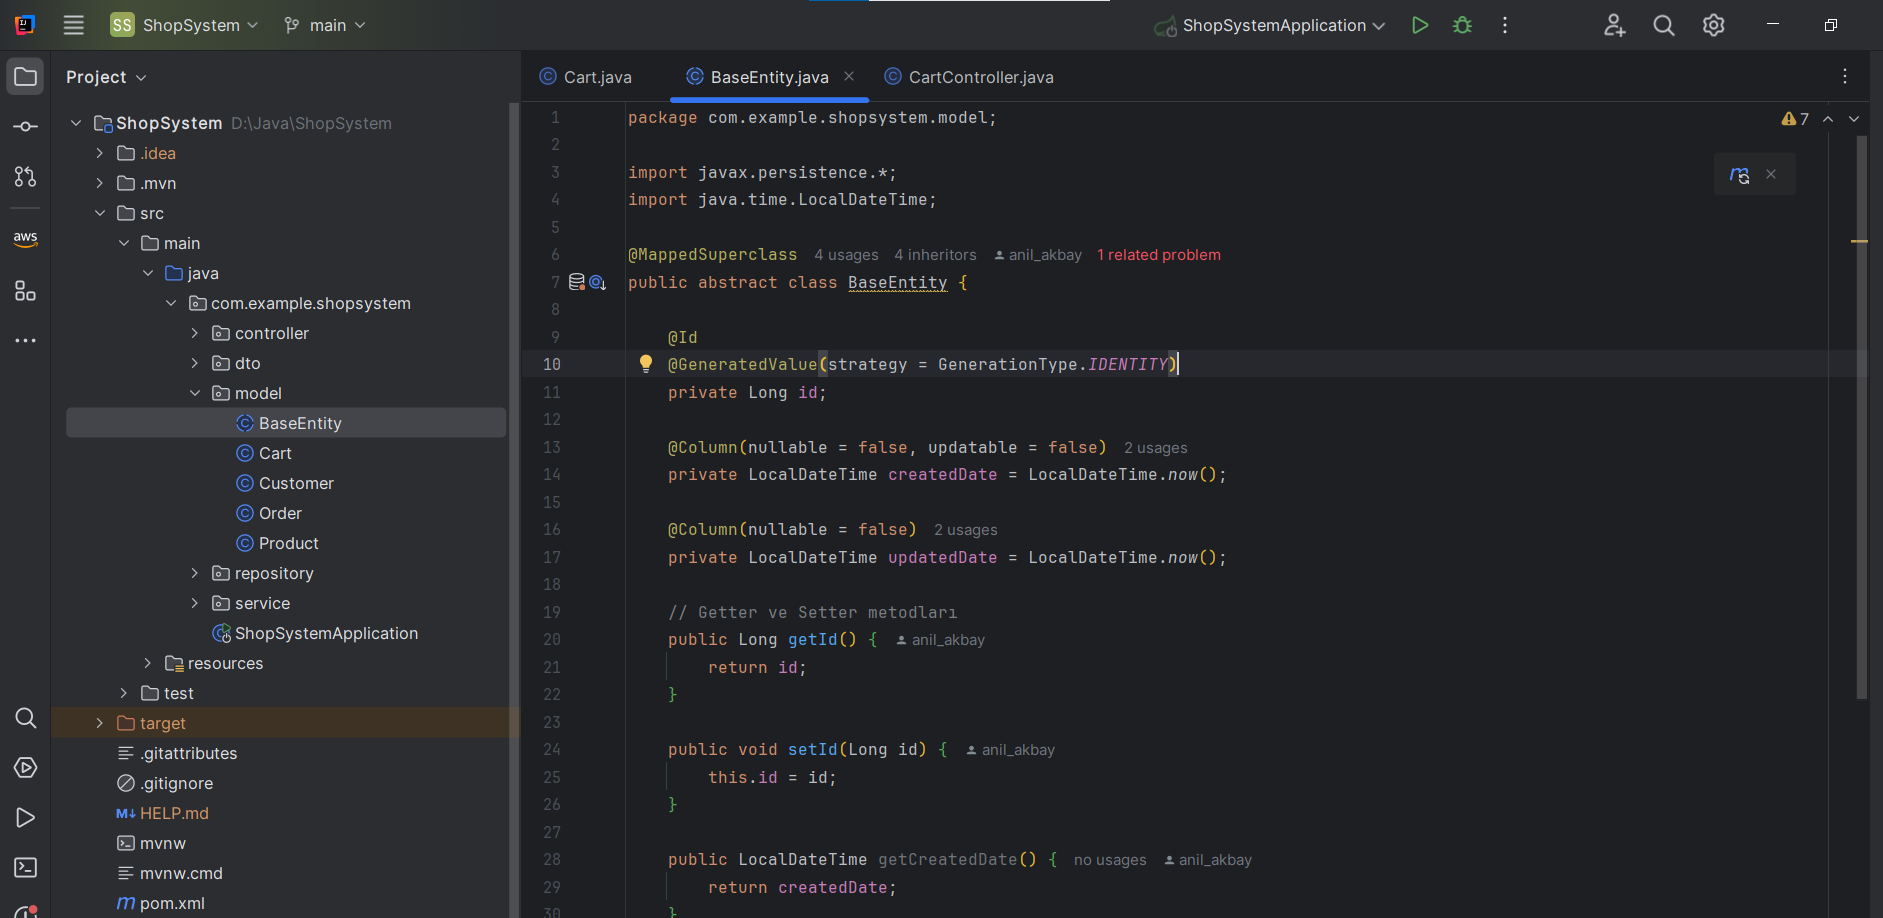 SS ShopSystem main ShopSystemApplication
Project
ShopSystem D:\Java\ShopSystem
.idea
.mvn
src
main
java
com.example.shopsystem
controller
dto
model
BaseEntity
Cart
Customer
Order
Product
repository
service
ShopSystemApplication
resources
test
target
.gitattributes
.gitignore
M↓ HELP.md
mvnw
mvnw.cmd
m pom.xml
aws
Cart.java BaseEntity.java CartController.java
7
1 package com.example.shopsystem.model;
2
3 import javax.persistence.*;
4 import java.time.LocalDateTime;
5
6 @MappedSuperclass 4 usages 4 inheritors anil_akbay 1 related problem
7 public abstract class BaseEntity {
8
9 @Id
10 @GeneratedValue(strategy = GenerationType.IDENTITY)
11 private Long id;
12
13 @Column(nullable = false, updatable = false) 2 usages
14 private LocalDateTime createdDate = LocalDateTime.now();
15
16 @Column(nullable = false) 2 usages
17 private LocalDateTime updatedDate = LocalDateTime.now();
18
19 // Getter ve Setter metodları
20 public Long getId() { anil_akbay
21 return id;
22 }
23
24 public void setId(Long id) { anil_akbay
25 this.id = id;
26 }
27
28 public LocalDateTime getCreatedDate() { no usages anil_akbay
29 return createdDate;
30 }